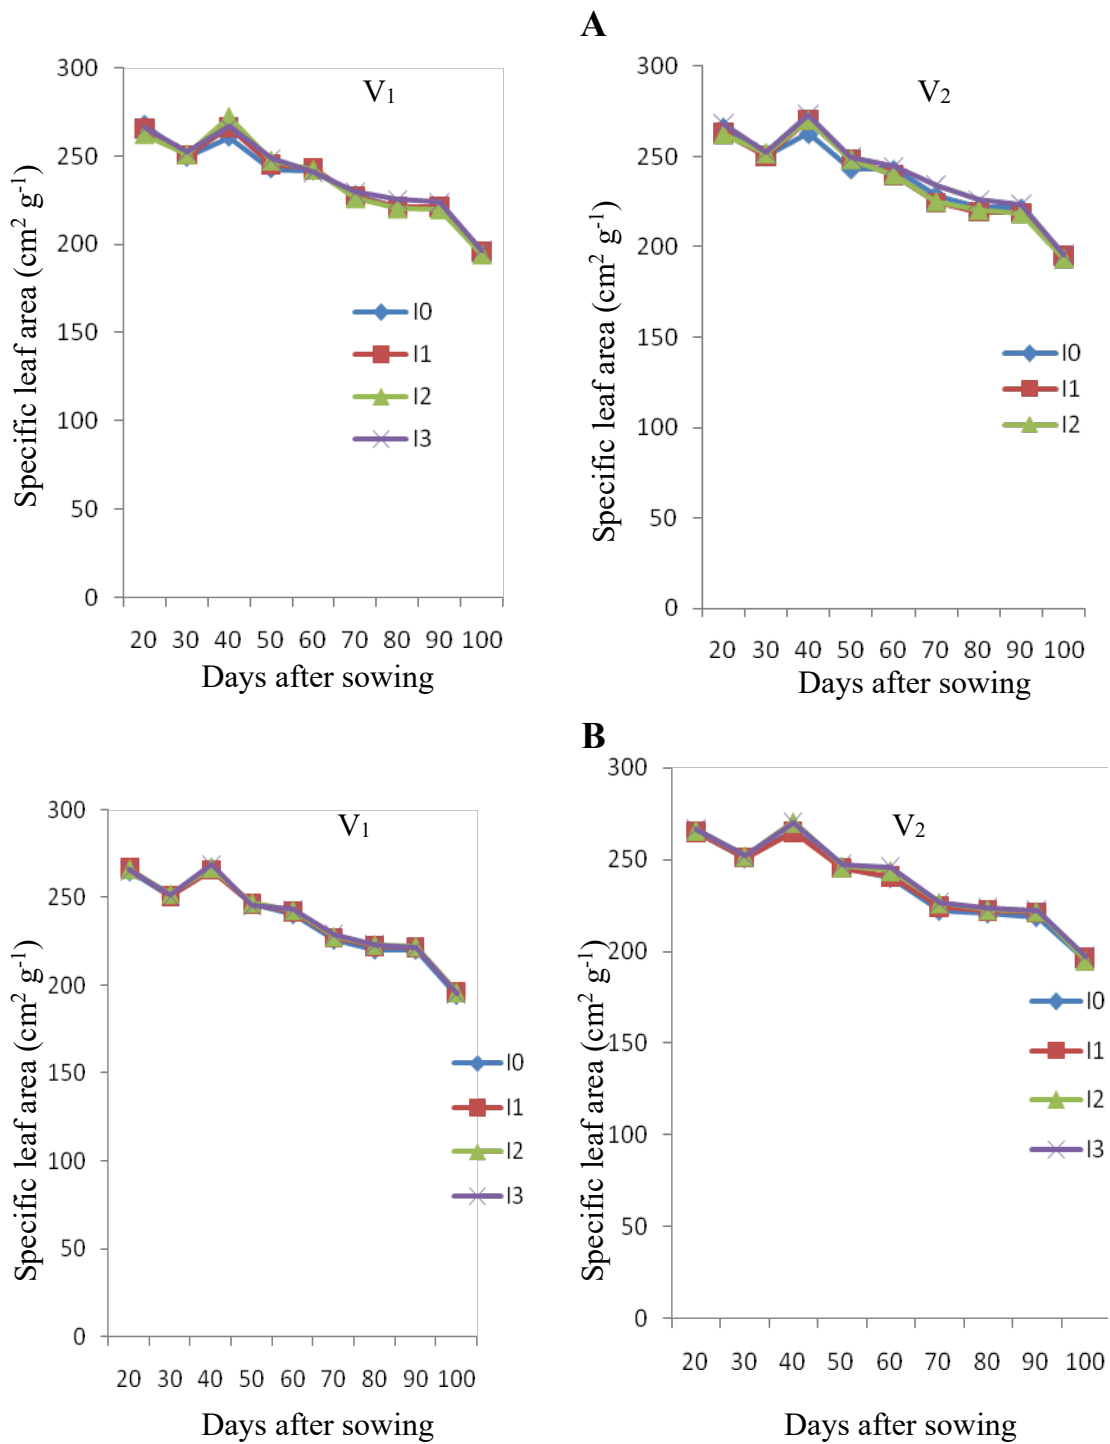 A
V1
300
250
200
150
100
50
0
Specific leaf area (cm2 g-1)
I0
I1
I2
I3
20 30 40 50 60 70 80 90 100
Days after sowing
V2
300
250
200
150
100
50
0
Specific leaf area (cm2 g-1)
I0
I1
I2
20 30 40 50 60 70 80 90 100
Days after sowing
B
V1
300
250
200
150
100
50
0
Specific leaf area (cm2 g-1)
I0
I1
I2
I3
20 30 40 50 60 70 80 90 100
Days after sowing
V2
300
250
200
150
100
50
0
Specific leaf area (cm2 g-1)
I0
I1
I2
I3
20 30 40 50 60 70 80 90 100
Days after sowing